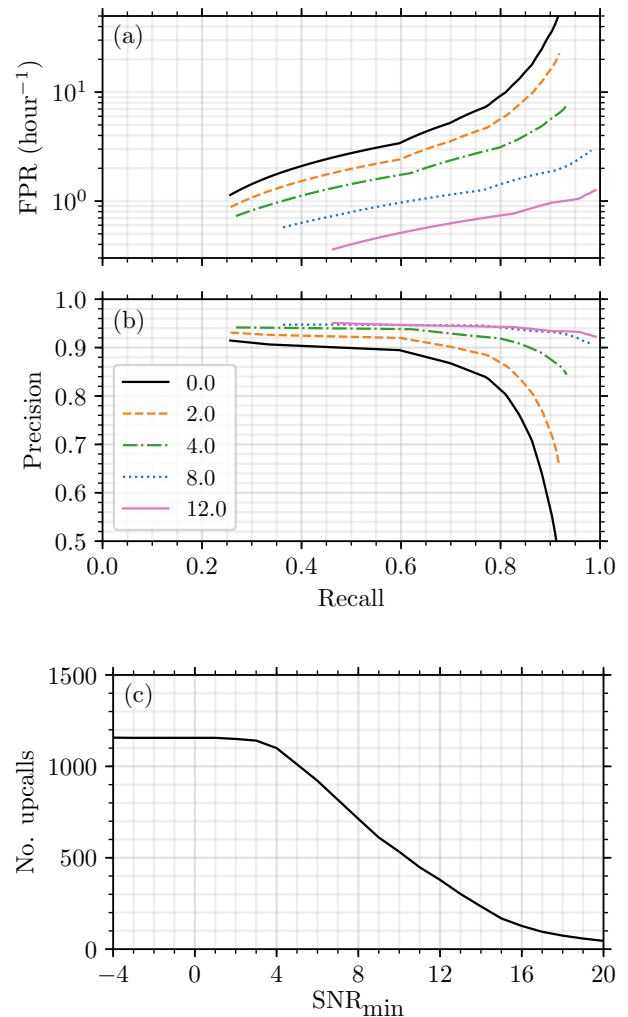 (a)
FPR (hour⁻¹)
10¹
10⁰
(b)
Precision
1.0
0.9
0.8
0.7
0.6
0.5
0.0
2.0
4.0
8.0
12.0
0.0 0.2 0.4 0.6 0.8 1.0
Recall
(c)
No. upcalls
1500
1000
500
0
−4 0 4 8 12 16 20
SNR_min